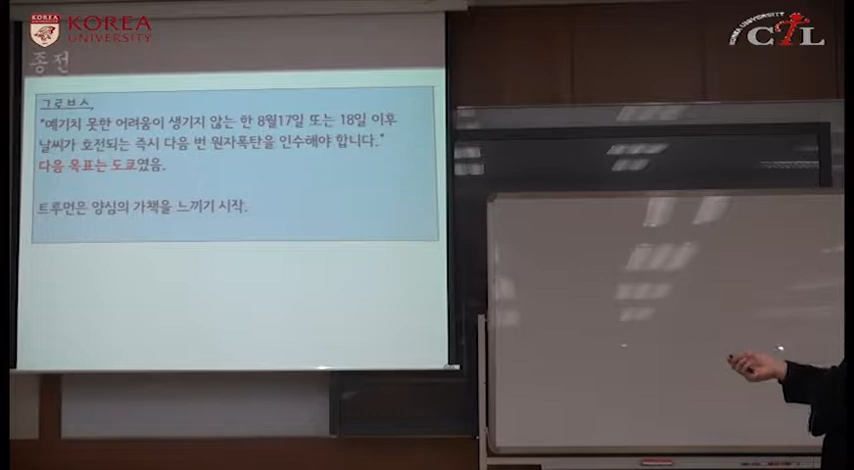 KOREA
KOREA
UNIVERSITY
KOREA UNIVERSITY
CTL
종전
그로브스,
"예기치 못한 어려움이 생기지 않는 한 8월17일 또는 18일 이후
날씨가 호전되는 즉시 다음 번 원자폭탄을 인수해야 합니다."
다음 목표는 도쿄였음.
트루먼은 양심의 가책을 느끼기 시작.